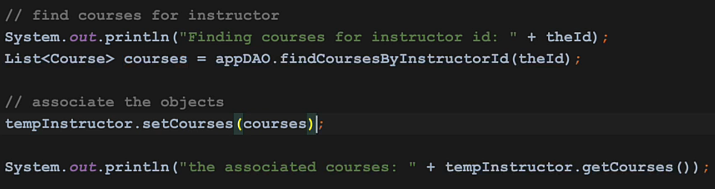 // find courses for instructor
System.out.println("Finding courses for instructor id: " + theId);
List<Course> courses = appDAO.findCoursesByInstructorId(theId);
// associate the objects
tempInstructor.setCourses(courses);
System.out.println("the associated courses: " + tempInstructor.getCourses());